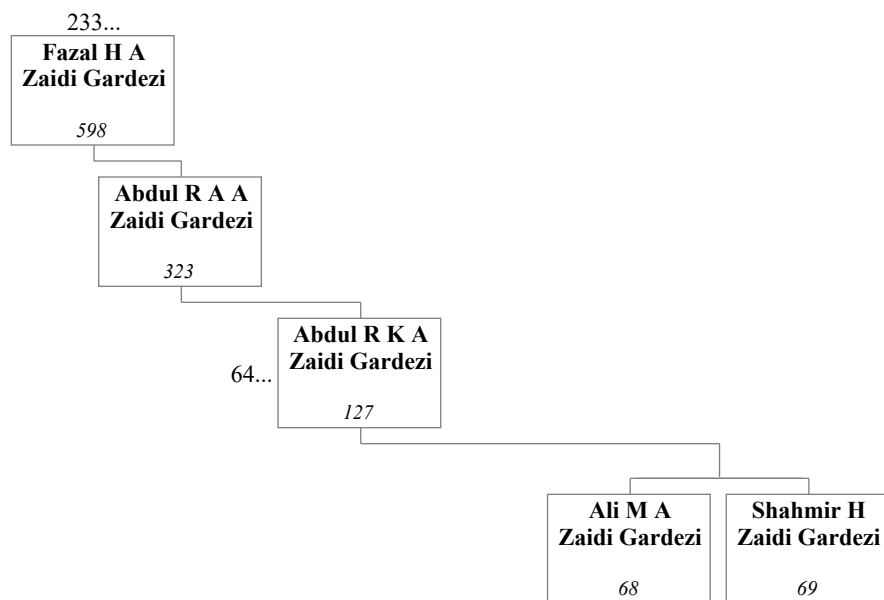 233...
Fazal H A
Zaidi Gardezi
598
Abdul R A A
Zaidi Gardezi
323
Abdul R K A
Zaidi Gardezi
64...
127
Ali M A
Zaidi Gardezi
68
Shahmir H
Zaidi Gardezi
69